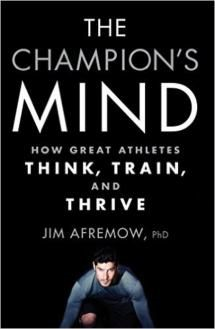 THE
CHAMPION'S
MIND
HOW GREAT ATHLETES
THINK, TRAIN,
AND
THRIVE
JIM AFREMOW, PhD